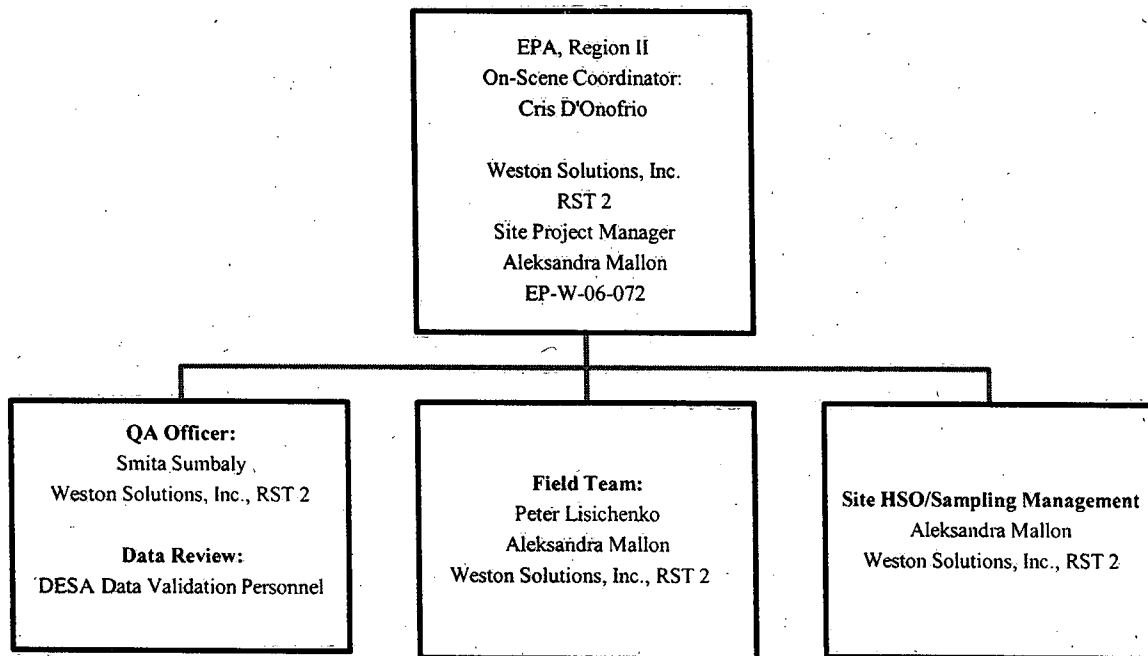 EPA, Region II
On-Scene Coordinator:
Cris D'Onofrio
Weston Solutions, Inc.
RST 2
Site Project Manager
Aleksandra Mallon
EP-W-06-072
QA Officer:
Smita Sumbaly
Weston Solutions, Inc., RST 2
Data Review:
DESA Data Validation Personnel
Field Team:
Peter Lisichenko
Aleksandra Mallon
Weston Solutions, Inc., RST 2
Site HSO/Sampling Management
Aleksandra Mallon
Weston Solutions, Inc., RST 2